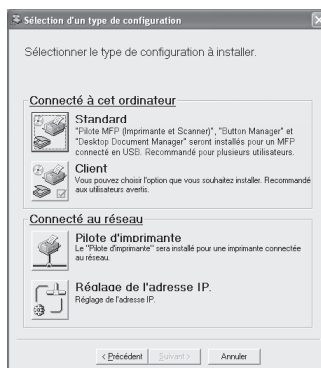 Sélection d'un type de configuration
Sélectionner le type de configuration à installer.
Connecté à cet ordinateur
Standard
"Pilote MFP (Imprimante et Scanner)", "Button Manager" et
"Desktop Document Manager" seront installés pour un MFP
connecté en USB. Recommandé pour plusieurs utilisateurs.
Client
Vous pouvez choisir l'option que vous souhaitez installer. Recommandé
aux utilisateurs avertis.
Connecté au réseau
Pilote d'imprimante
Le "Pilote d'imprimante" sera installé pour une imprimante connectée
au réseau.
Réglage de l'adresse IP.
Réglage de l'adresse IP.
< Précédent Suivant > Annuler